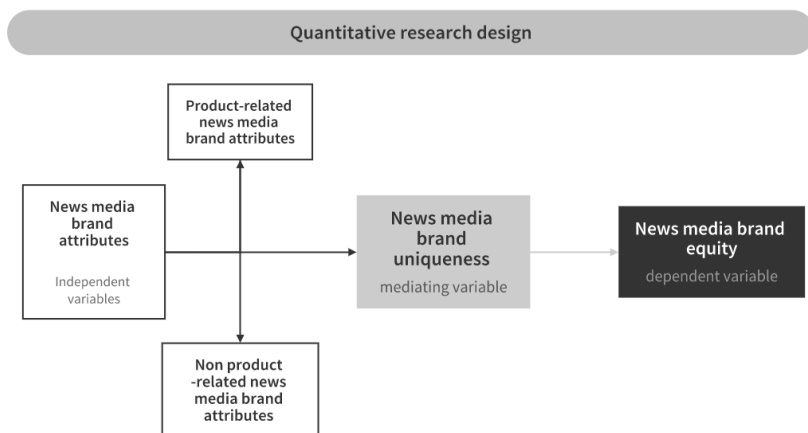 Quantitative research design
Product-related
news media
brand attributes
News media
brand
attributes
Independent
variables
News media
brand
uniqueness
mediating variable
News media brand
equity
dependent variable
Non product
-related news
media brand
attributes